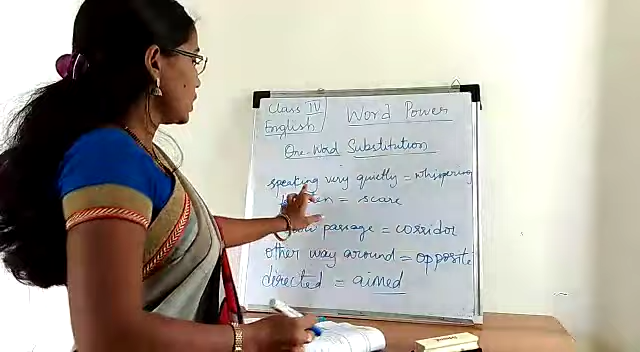 Class IV
English
Word Power
One-Word Substitution
speaking very quietly = whispering
= scare
passage = corridor
other way around = opposite
directed = aimed